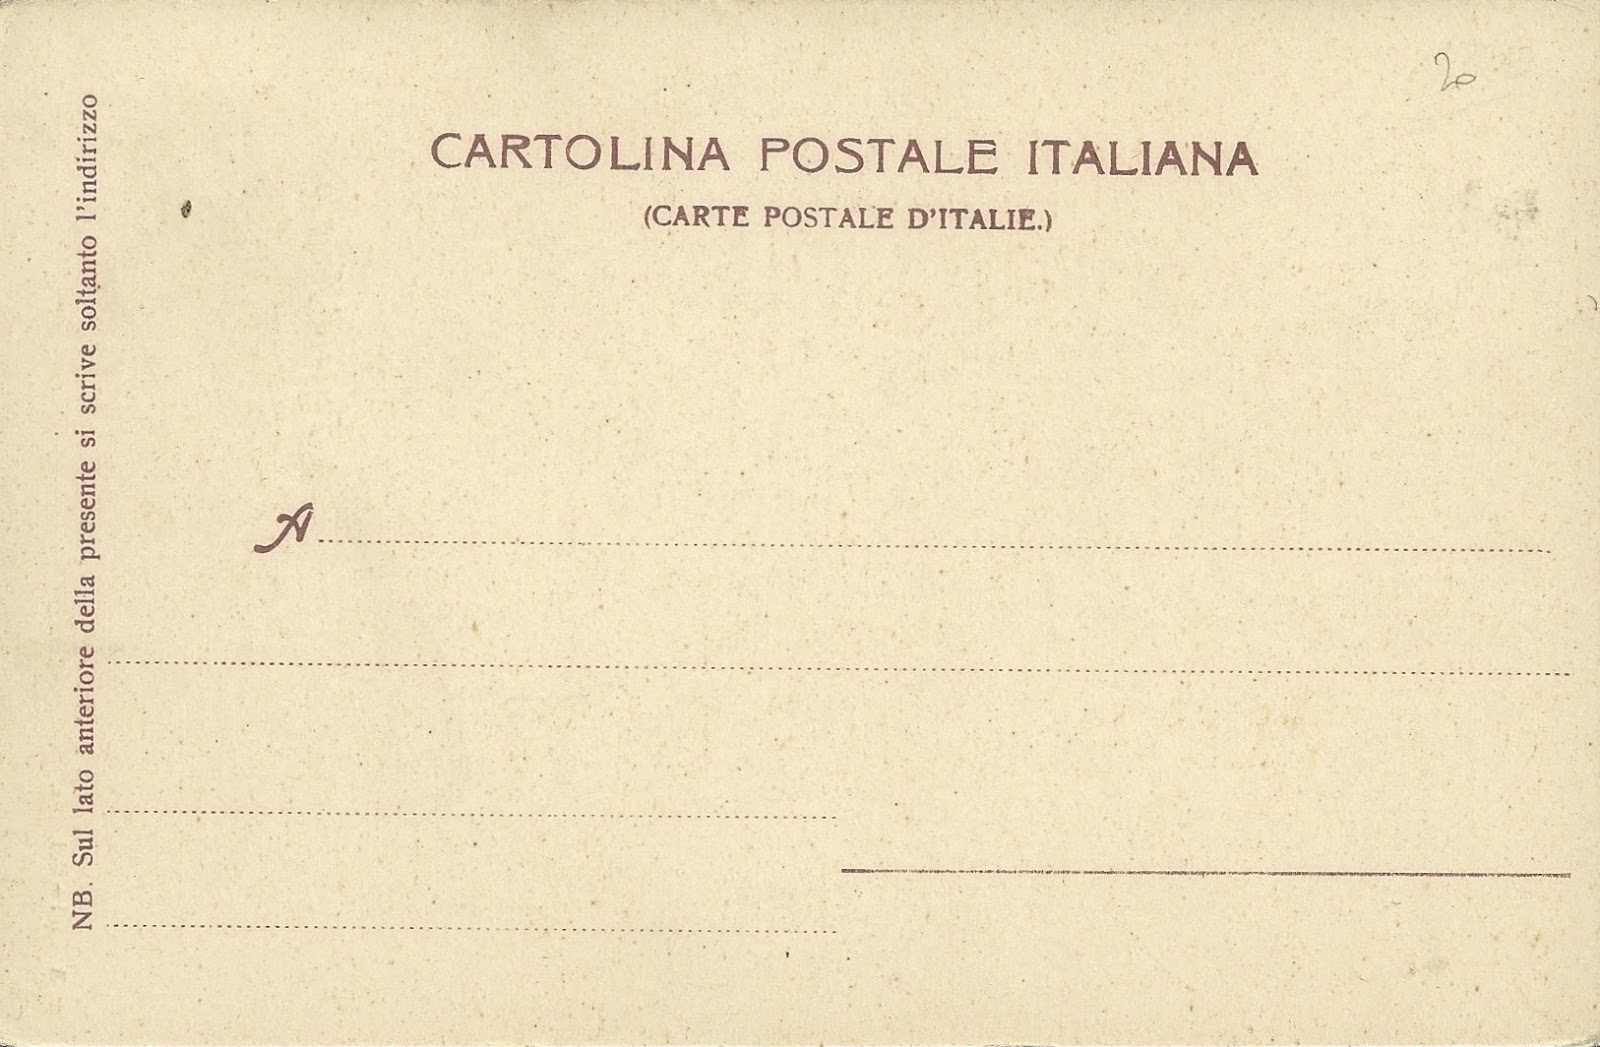 20
CARTOLINA POSTALE ITALIANA
(CARTE POSTALE D'ITALIE.)
A
NB. Sul lato anteriore della presente si scrive soltanto l'indirizzo